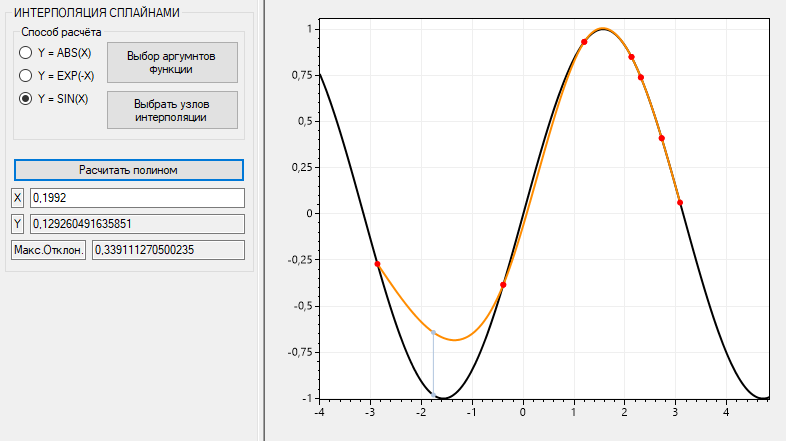 ИНТЕРПОЛЯЦИЯ СПЛАЙНАМИ
Способ расчёта
Y = ABS(X)
Y = EXP(-X)
Y = SIN(X)
Выбор аргумнтов
функции
Выбрать узлов
интерполяции
Расчитать полином
X 0,1992
Y 0,129260491635851
Макс.Отклон. 0,339111270500235
1
0,75
0,5
0,25
0
-0,25
-0,5
-0,75
-1
-4 -3 -2 -1 0 1 2 3 4